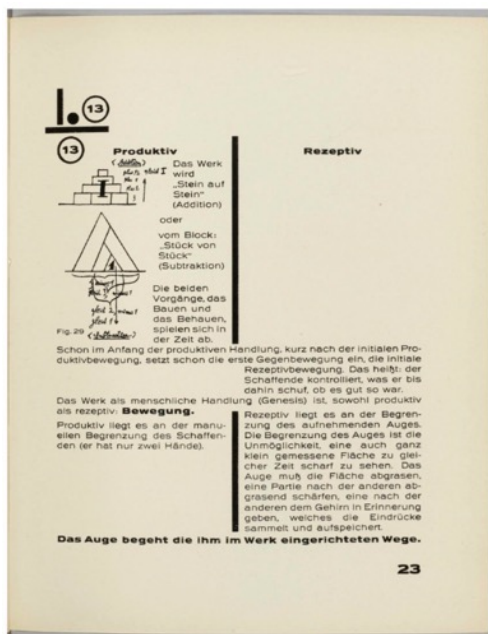 I. 13
13
Produktiv
(Addition)
I
Das Werk
wird
„Stein auf
Stein“
(Addition)
oder
vom Block:
„Stück von
Stück“
(Subtraktion)
Die beiden
Vorgänge, das
Bauen und
das Behauen,
spielen sich in
der Zeit ab.
Fig. 29
Rezeptiv
Schon im Anfang der produktiven Handlung, kurz nach der initialen Pro-
duktivbewegung, setzt schon die erste Gegenbewegung ein, die initiale
Rezeptivbewegung. Das heißt: der
Schaffende kontrolliert, was er bis
dahin schuf, ob es gut so war.
Das Werk als menschliche Handlung (Genesis) ist, sowohl produktiv
als rezeptiv: Bewegung.
Produktiv liegt es an der manu-
ellen Begrenzung des Schaffen-
den (er hat nur zwei Hände).
Rezeptiv liegt es an der Begren-
zung des aufnehmenden Auges.
Die Begrenzung des Auges ist die
Unmöglichkeit, eine auch ganz
klein gemessene Fläche zu glei-
cher Zeit scharf zu sehen. Das
Auge muß die Fläche abgrasen,
eine Partie nach der anderen ab-
grasend schärfen, eine nach der
anderen dem Gehirn in Erinnerung
geben, welches die Eindrücke
sammelt und aufspeichert.
Das Auge begeht die ihm im Werk eingerichteten Wege.
23